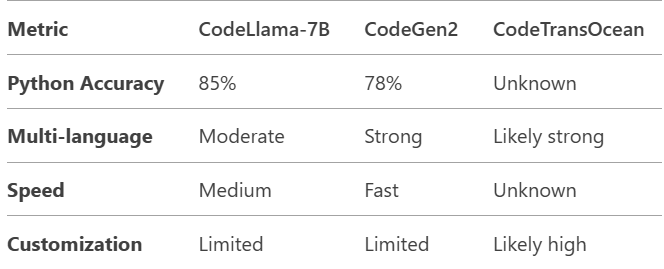 Metric CodeLlama-7B CodeGen2 CodeTransOcean
Python Accuracy 85% 78% Unknown
Multi-language Moderate Strong Likely strong
Speed Medium Fast Unknown
Customization Limited Limited Likely high